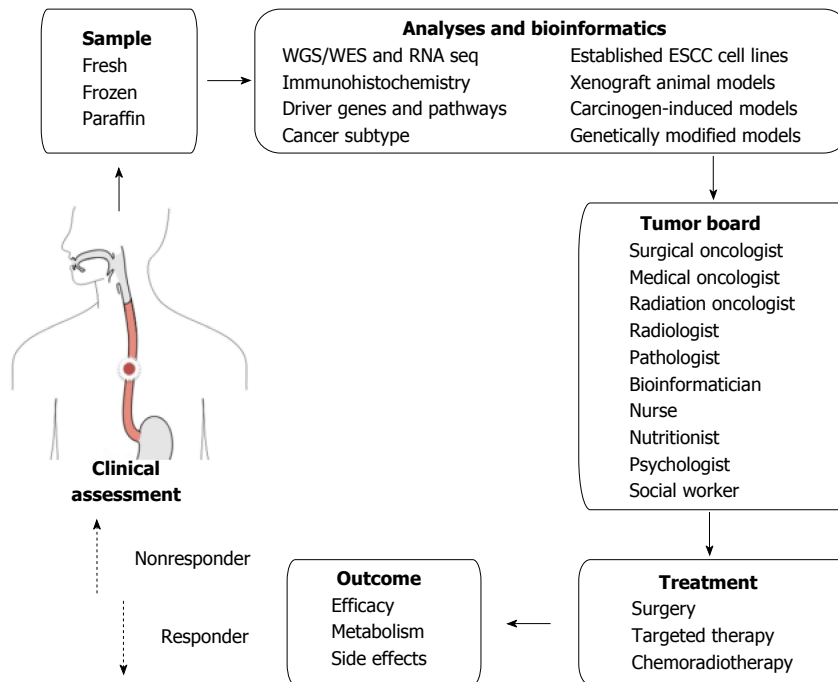 Sample
Fresh
Frozen
Paraffin
Analyses and bioinformatics
WGS/WES and RNA seq
Immunohistochemistry
Driver genes and pathways
Cancer subtype
Established ESCC cell lines
Xenograft animal models
Carcinogen-induced models
Genetically modified models
Tumor board
Surgical oncologist
Medical oncologist
Radiation oncologist
Radiologist
Pathologist
Bioinformatician
Nurse
Nutritionist
Psychologist
Social worker
Treatment
Surgery
Targeted therapy
Chemoradiotherapy
Outcome
Efficacy
Metabolism
Side effects
Clinical
assessment
Nonresponder
Responder